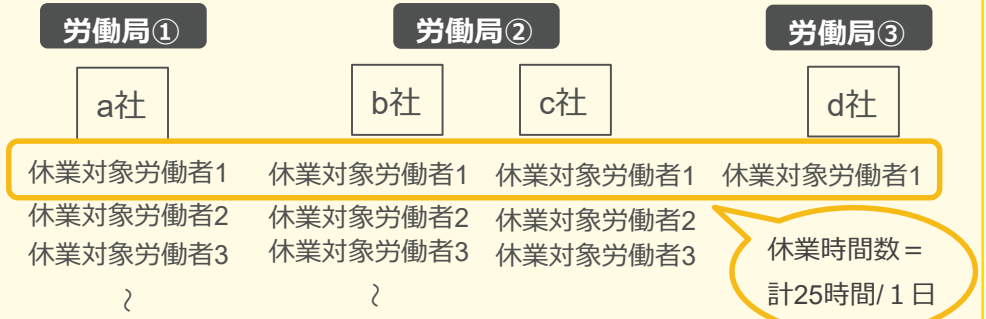 労働局① 労働局② 労働局③
a社 b社 c社 d社
休業対象労働者1 休業対象労働者1 休業対象労働者1 休業対象労働者1
休業対象労働者2 休業対象労働者2 休業対象労働者2
休業対象労働者3 休業対象労働者3 休業対象労働者3
～ ～
休業時間数＝
計25時間/１日